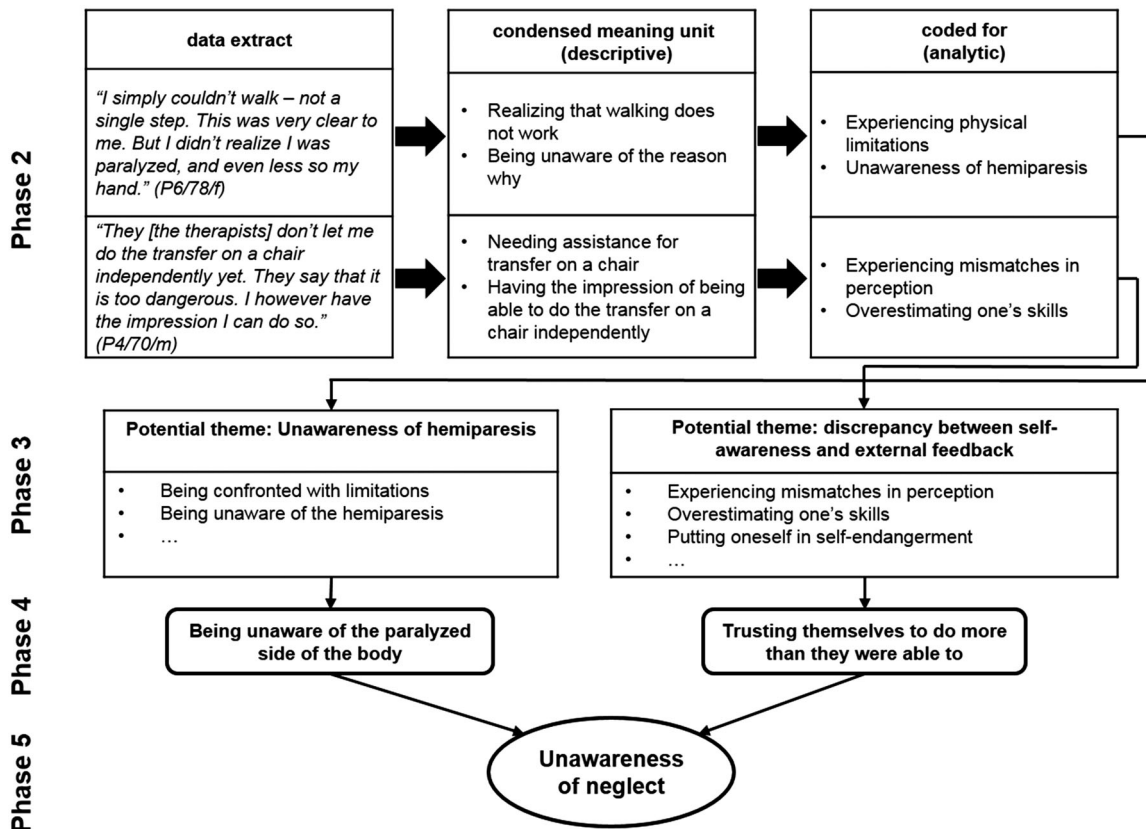 Phase 2
data extract
condensed meaning unit
(descriptive)
coded for
(analytic)
“I simply couldn’t walk – not a
single step. This was very clear to
me. But I didn’t realize I was
paralyzed, and even less so my
hand.” (P6/78/f)
• Realizing that walking does
not work
• Being unaware of the reason
why
• Experiencing physical
limitations
• Unawareness of hemiparesis
“They [the therapists] don’t let me
do the transfer on a chair
independently yet. They say that it
is too dangerous. I however have
the impression I can do so.”
(P4/70/m)
• Needing assistance for
transfer on a chair
• Having the impression of being
able to do the transfer on a
chair independently
• Experiencing mismatches in
perception
• Overestimating one’s skills
Phase 3
Potential theme: Unawareness of hemiparesis
• Being confronted with limitations
• Being unaware of the hemiparesis
• …
Potential theme: discrepancy between self-
awareness and external feedback
• Experiencing mismatches in perception
• Overestimating one’s skills
• Putting oneself in self-endangerment
• …
Phase 4
Being unaware of the paralyzed
side of the body
Trusting themselves to do more
than they were able to
Phase 5
Unawareness
of neglect